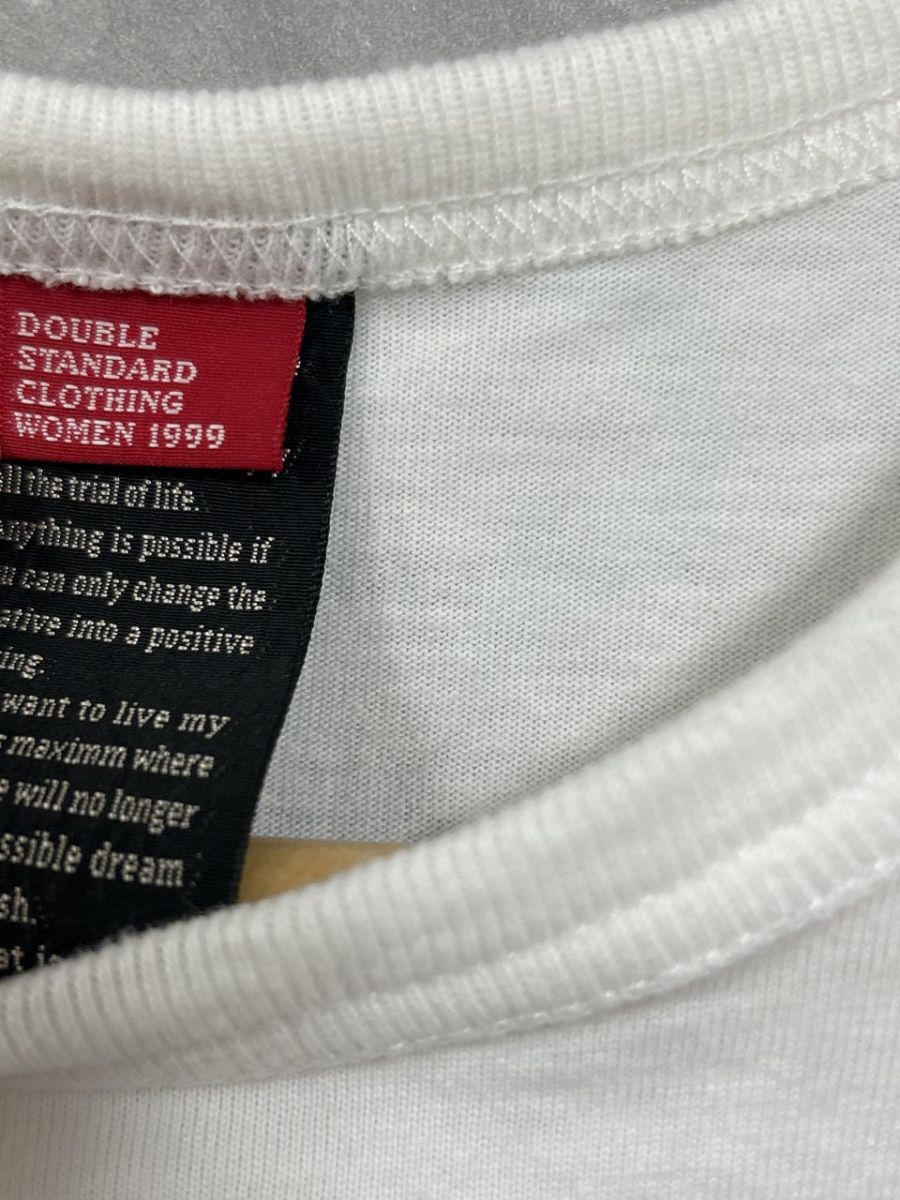 DOUBLE
STANDARD
CLOTHING
WOMEN 1999
all the trial of life.
anything is possible if
you can only change the
ative into a positive
ing.
want to live my
maximm where
will no longer
ssible dream
sh.